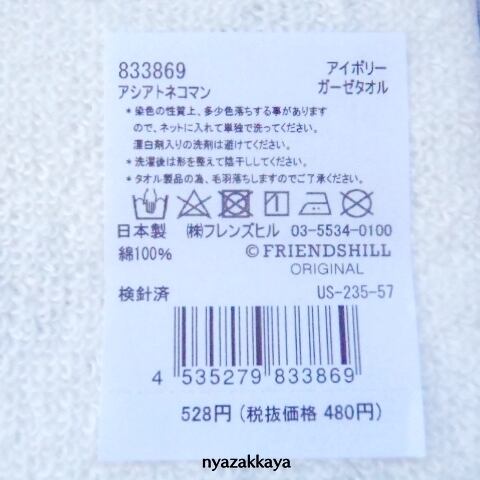 833869 アイボリー
アシアトネコマン ガーゼタオル
* 染色の性質上、多少色落ちする事があります
ので、ネットに入れて単独で洗ってください。
漂白剤入りの洗剤は避けてください。
* 洗濯後は形を整えて陰干ししてください。
* タオル製品の為、毛羽落ちしますのでご了承ください。
日本製 ㈱フレンズヒル 03-5534-0100
綿100% © FRIENDSHILL
ORIGINAL
検針済 US-235-57
4 535279 833869
528円 (税抜価格 480円)
nyazakkaya